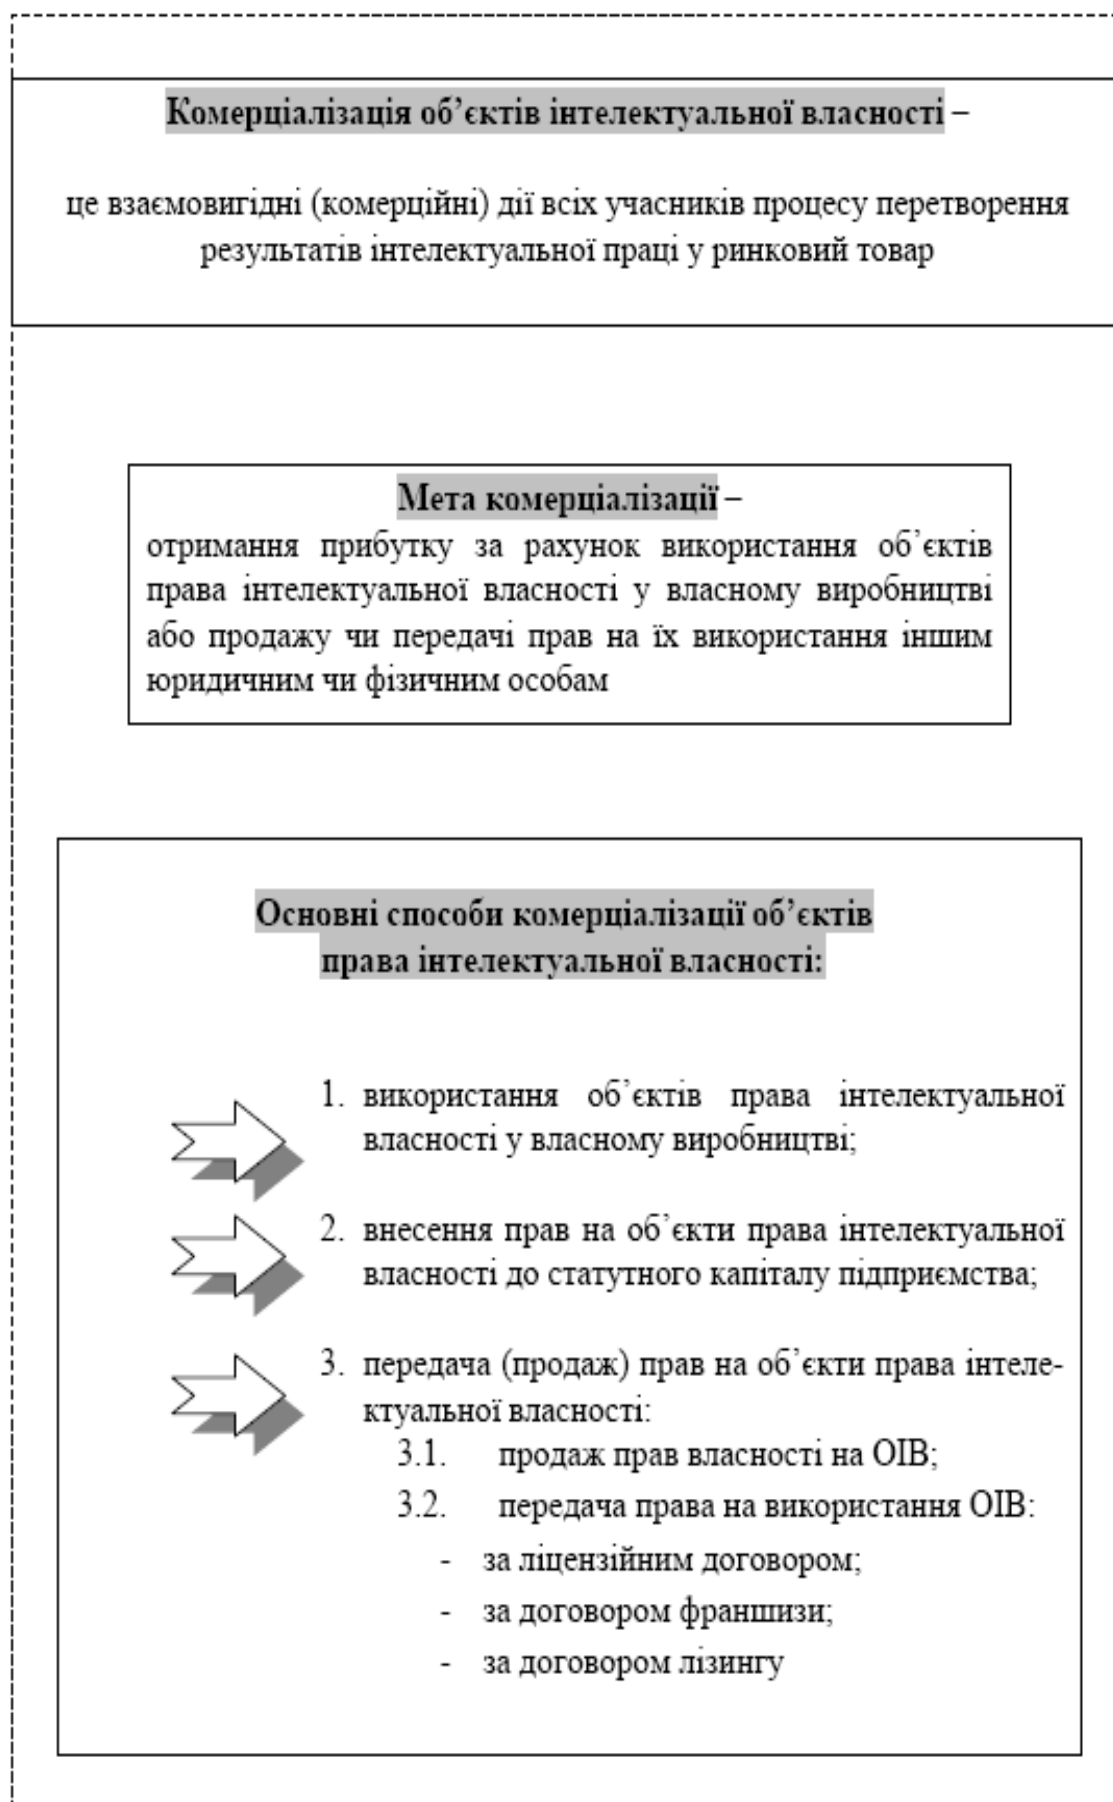 Комерціалізація об’єктів інтелектуальної власності –
це взаємовигідні (комерційні) дії всіх учасників процесу перетворення
результатів інтелектуальної праці у ринковий товар
Мета комерціалізації –
отримання прибутку за рахунок використання об’єктів
права інтелектуальної власності у власному виробництві
або продажу чи передачі прав на їх використання іншим
юридичним чи фізичним особам
Основні способи комерціалізації об’єктів
права інтелектуальної власності:
1. використання об’єктів права інтелектуальної
власності у власному виробництві;
2. внесення прав на об’єкти права інтелектуальної
власності до статутного капіталу підприємства;
3. передача (продаж) прав на об’єкти права інтеле-
ктуальної власності:
3.1. продаж прав власності на ОІВ;
3.2. передача права на використання ОІВ:
- за ліцензійним договором;
- за договором франшизи;
- за договором лізингу